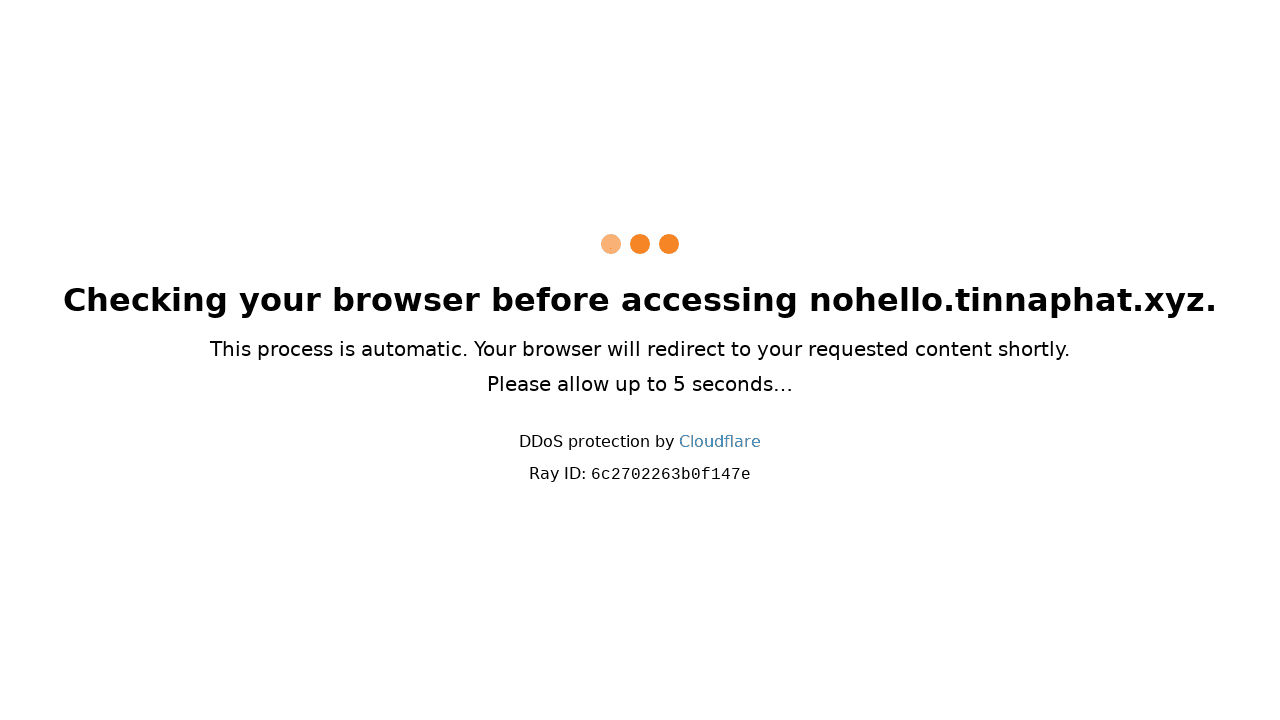 Checking your browser before accessing nohello.tinnaphat.xyz.
This process is automatic. Your browser will redirect to your requested content shortly.
Please allow up to 5 seconds…
DDoS protection by Cloudflare
Ray ID: 6c2702263b0f147e